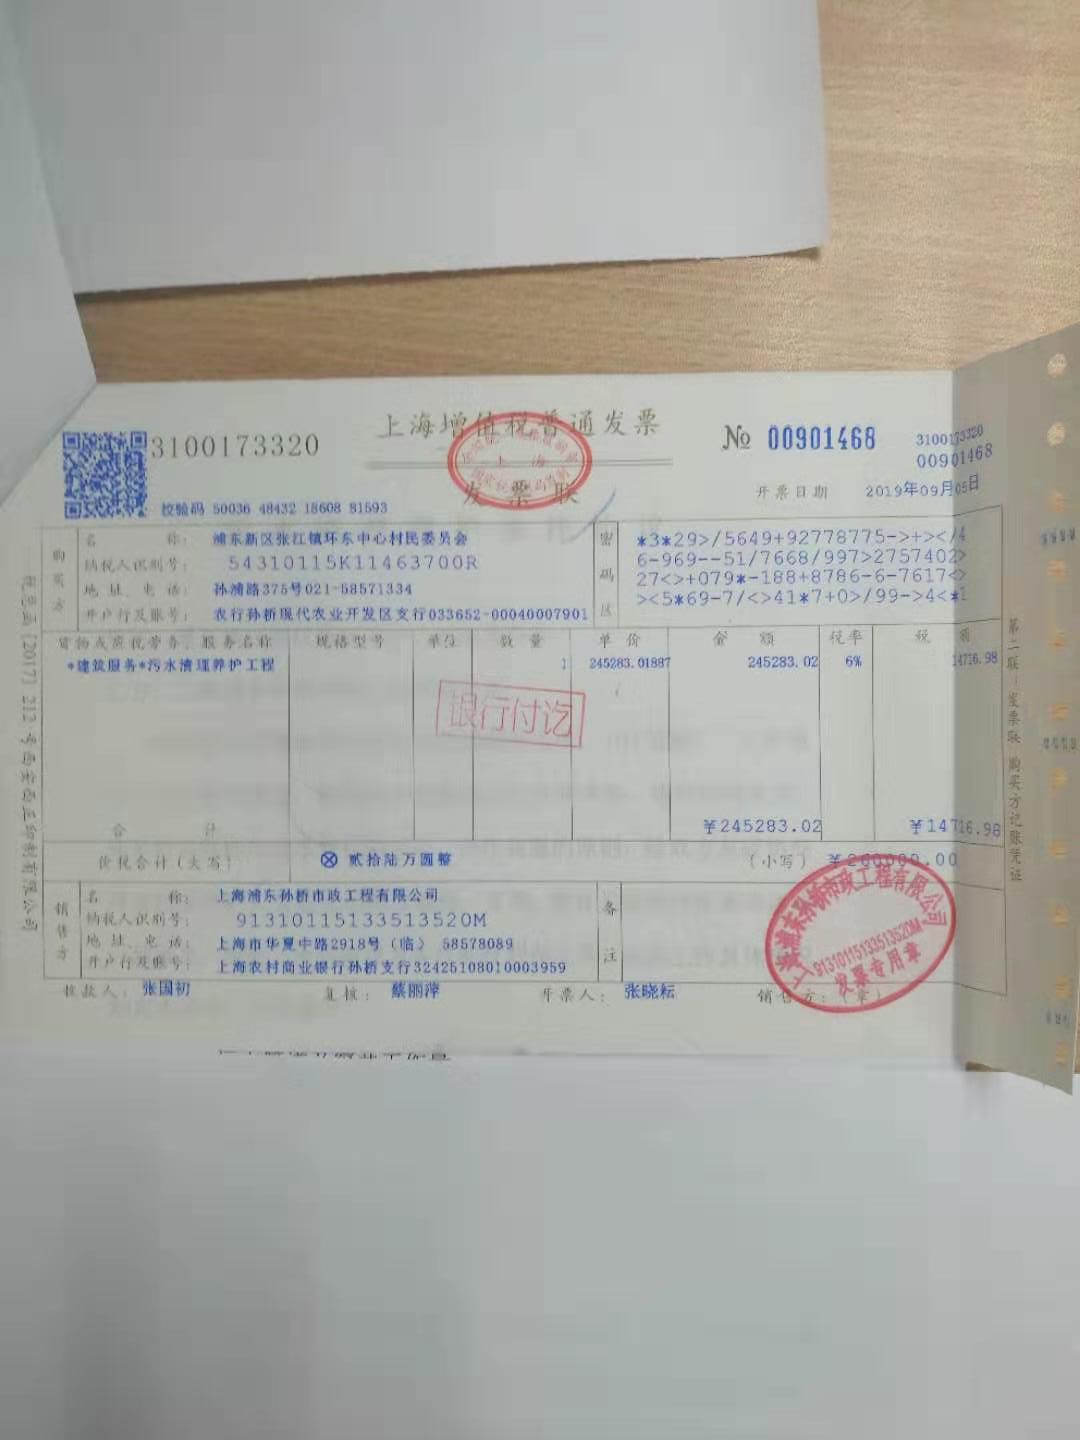 上海增值税普通发票
发票联
3100173320
№ 00901468
3100173320
00901468
校验码 50036 48432 18608 81593
开票日期 2019年09月05日
购买方
名称: 浦东新区张江镇环东中心村民委员会
纳税人识别号: 54310115K11463700R
地址、电话: 孙浦路375号021-58571334
开户行及账号: 农行孙桥现代农业开发区支行033652-00040007901
密码区
*3*29>/5649+92778775->+></4
6-969--51/7668/997>2757402>
27<>+079*-188+8786-6-7617<>
><5*69-7/<>41*7+0>/99->4<*1
货物或应税劳务、服务名称 规格型号 单位 数量 单价 金额 税率 税额
*建筑服务*污水清理养护工程 1 245283.01887 245283.02 6% 14716.98
银行付讫
合计 ¥245283.02 ¥14716.98
价税合计(大写) ⊗ 贰拾陆万圆整 (小写) ¥260000.00
销售方
名称: 上海浦东孙桥市政工程有限公司
纳税人识别号: 91310115133513520M
地址、电话: 上海市华夏中路2918号(临) 58578089
开户行及账号: 上海农村商业银行孙桥支行32425108010003959
备注
收款人: 张国初 复核: 蔡丽萍 开票人: 张晓耘 销售方:(章)
上海浦东孙桥市政工程有限公司
91310115133513520M
发票专用章
第二联:发票联 购买方记账凭证